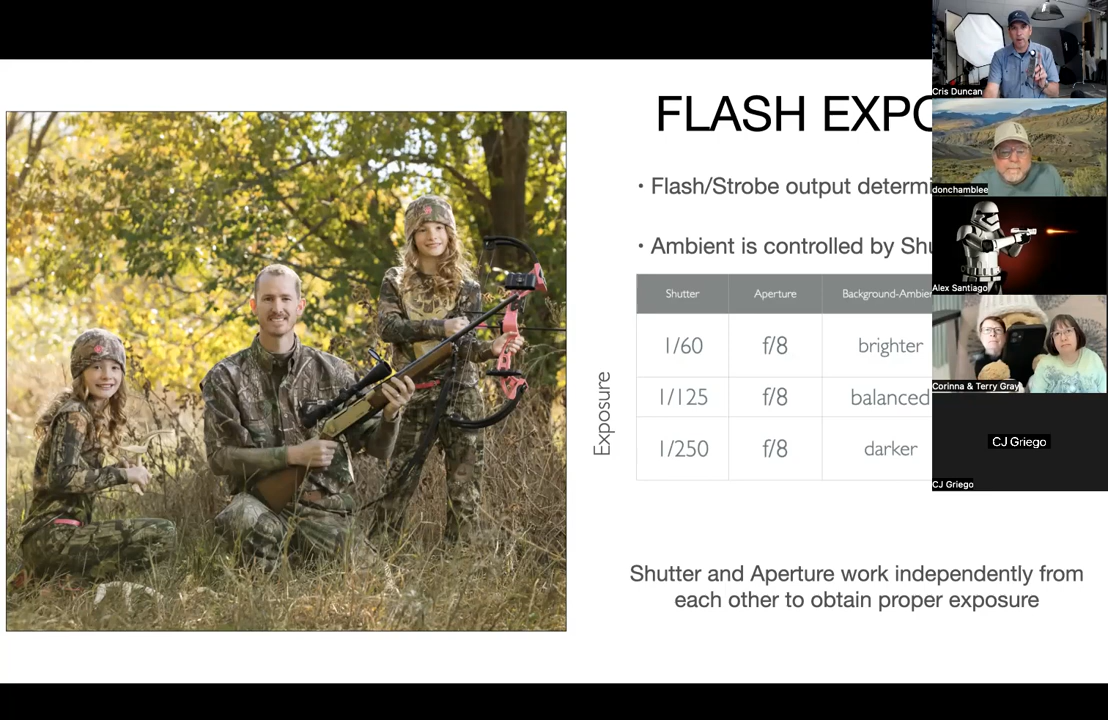 FLASH EXPO
• Flash/Strobe output determi
• Ambient is controlled by Shu
Shutter Aperture Background-Ambien
1/60 f/8 brighter
1/125 f/8 balanced
1/250 f/8 darker
Exposure
Shutter and Aperture work independently from
each other to obtain proper exposure
Cris Duncan
donchamblee
Alex Santiago
Corinna & Terry Gray
CJ Griego
CJ Griego